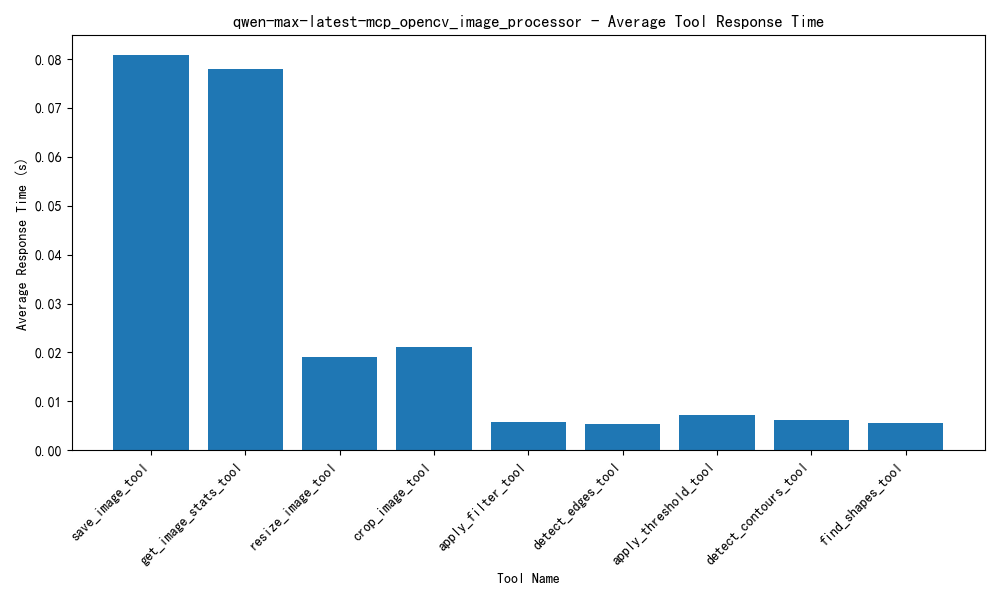 qwen-max-latest-mcp_opencv_image_processor - Average Tool Response Time
Average Response Time (s)
0.08
0.07
0.06
0.05
0.04
0.03
0.02
0.01
0.00
save_image_tool
get_image_stats_tool
resize_image_tool
crop_image_tool
apply_filter_tool
detect_edges_tool
apply_threshold_tool
detect_contours_tool
find_shapes_tool
Tool Name